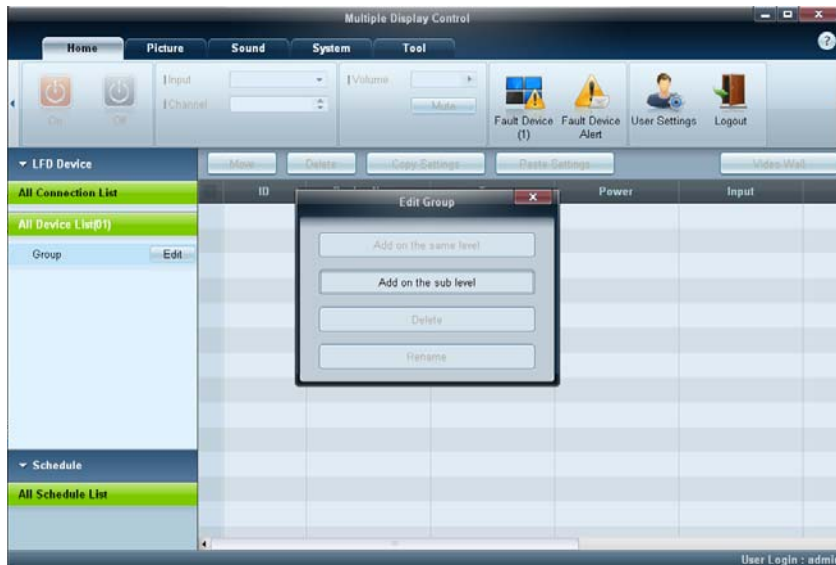 Multiple Display Control
Home Picture Sound System Tool
Input
Channel
Volume
Mute
On Off
Fault Device (1)
Fault Device Alert
User Settings
Logout
LFD Device
Move Delete Copy Settings Paste Settings Video Wall
All Connection List
ID Power Input
All Device List(01)
Group Edit
Edit Group
Add on the same level
Add on the sub level
Delete
Rename
Schedule
All Schedule List
User Login : admin